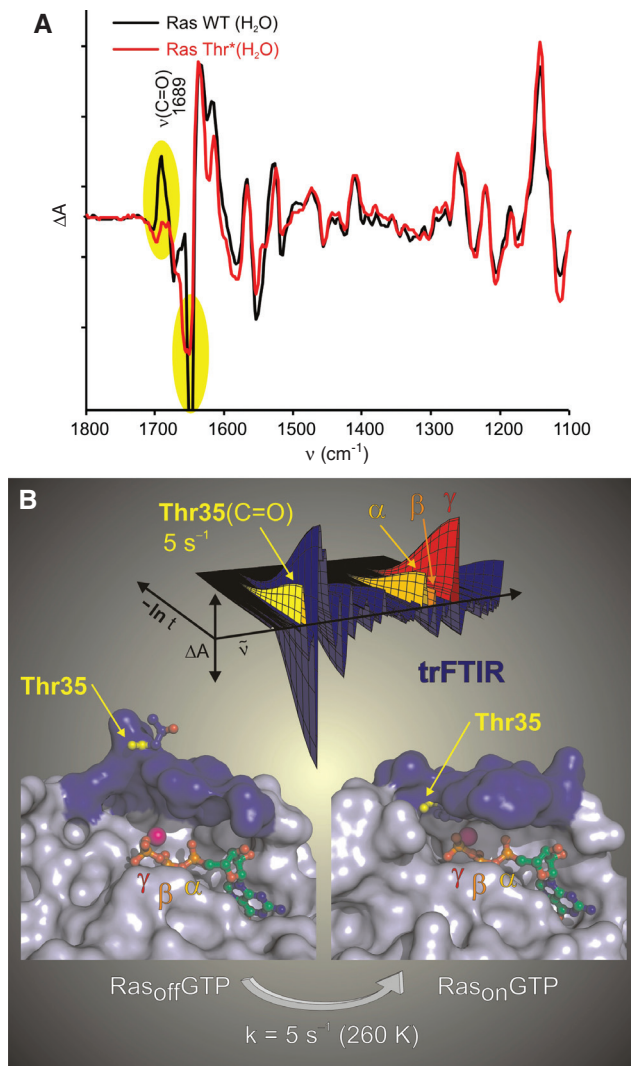 A
Ras WT (H₂O)
Ras Thr*(H₂O)
ν(C=O)
1689
ΔA
1800 1700 1600 1500 1400 1300 1200 1100
ν (cm⁻¹)
B
Thr35(C=O)
5 s⁻¹
α β γ
-ln t
ΔA
ν̃
trFTIR
Thr35
Thr35
γ β α
γ β α
RasoffGTP
RasonGTP
k = 5 s⁻¹ (260 K)